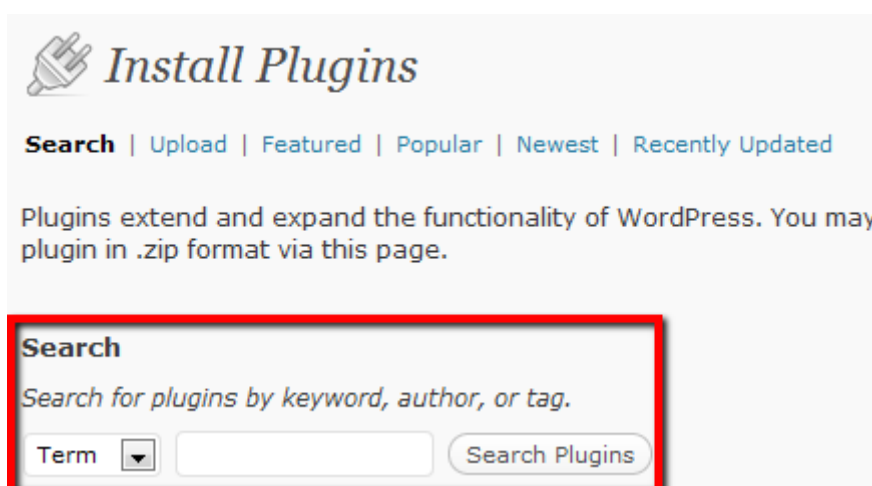 Install Plugins
Search | Upload | Featured | Popular | Newest | Recently Updated
Plugins extend and expand the functionality of WordPress. You may
plugin in .zip format via this page.
Search
Search for plugins by keyword, author, or tag.
Term Search Plugins